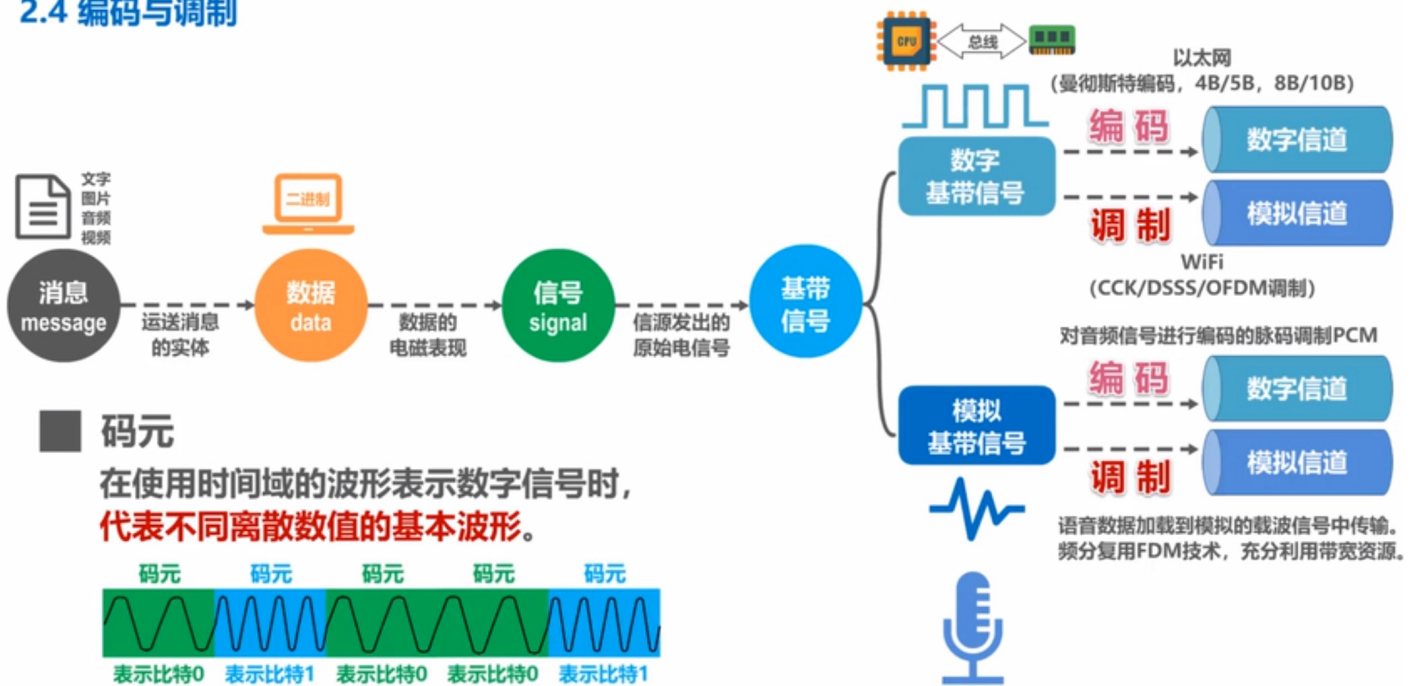 2.4 编码与调制
CPU
总线
以太网
(曼彻斯特编码，4B/5B，8B/10B)
编码
数字信道
数字
基带信号
调制
模拟信道
WiFi
(CCK/DSSS/OFDM调制)
文字
图片
音频
视频
二进制
消息
message
运送消息
的实体
数据
data
数据的
电磁表现
信号
signal
信源发出的
原始电信号
基带
信号
对音频信号进行编码的脉码调制PCM
编码
数字信道
模拟
基带信号
调制
模拟信道
语音数据加载到模拟的载波信号中传输。
频分复用FDM技术，充分利用带宽资源。
码元
在使用时间域的波形表示数字信号时，
代表不同离散数值的基本波形。
码元 码元 码元 码元 码元
表示比特0 表示比特1 表示比特0 表示比特0 表示比特1